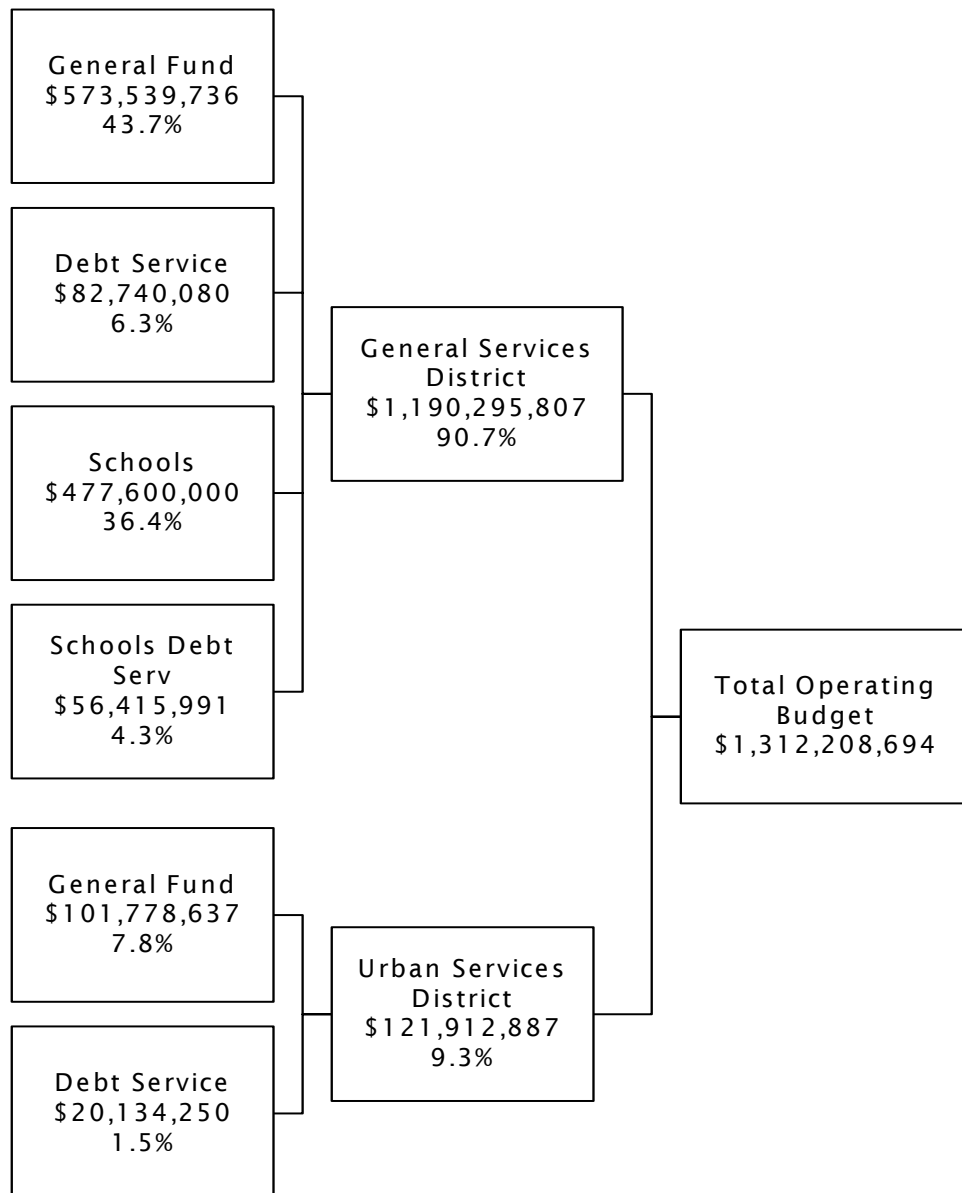 General Fund
$573,539,736
43.7%
Debt Service
$82,740,080
6.3%
Schools
$477,600,000
36.4%
Schools Debt
Serv
$56,415,991
4.3%
General Services
District
$1,190,295,807
90.7%
General Fund
$101,778,637
7.8%
Debt Service
$20,134,250
1.5%
Urban Services
District
$121,912,887
9.3%
Total Operating
Budget
$1,312,208,694